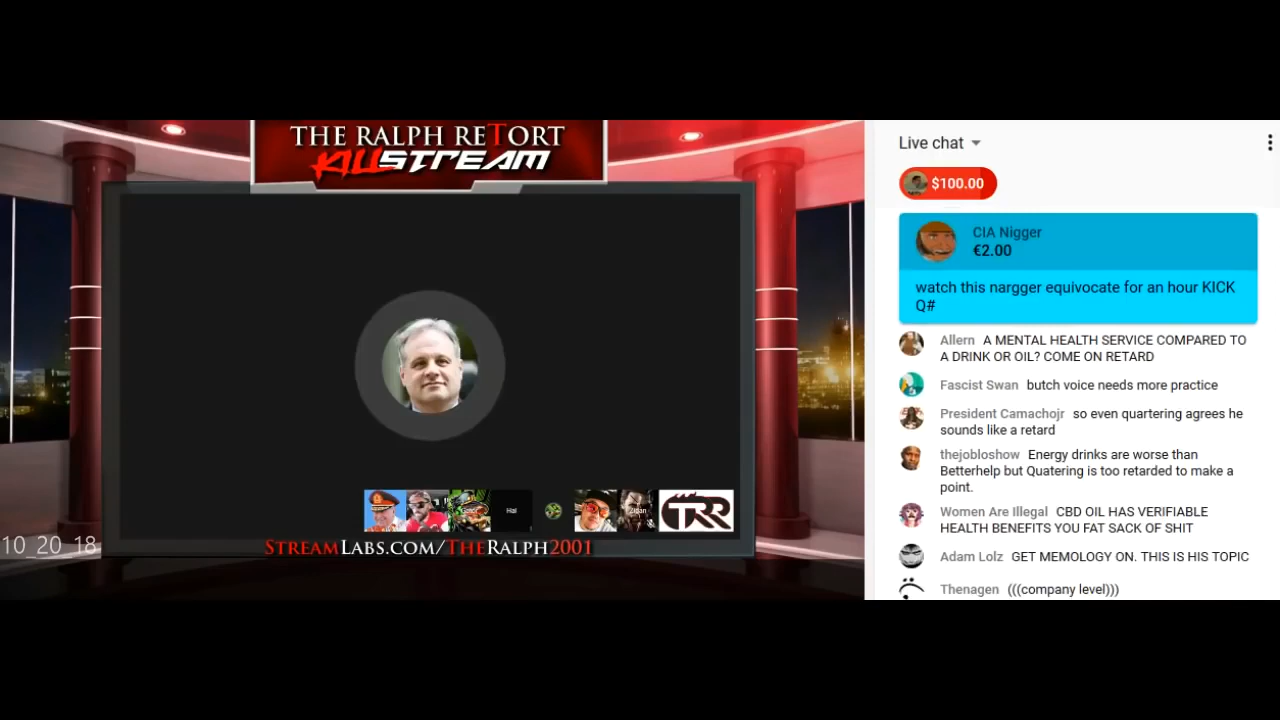 THE RALPH RETORT
KILLSTREAM
Hal
STREAMLABS.COM/THERALPH2001
10 20 18
TRR
Live chat
$100.00
CIA Nigger
€2.00
watch this nargger equivocate for an hour KICK
Q#
Allern A MENTAL HEALTH SERVICE COMPARED TO
A DRINK OR OIL? COME ON RETARD
Fascist Swan butch voice needs more practice
President Camachojr so even quartering agrees he
sounds like a retard
thejobloshow Energy drinks are worse than
Betterhelp but Quatering is too retarded to make a
point.
Women Are Illegal CBD OIL HAS VERIFIABLE
HEALTH BENEFITS YOU FAT SACK OF SHIT
Adam Lolz GET MEMOLOGY ON. THIS IS HIS TOPIC
Thenagen (((company level)))